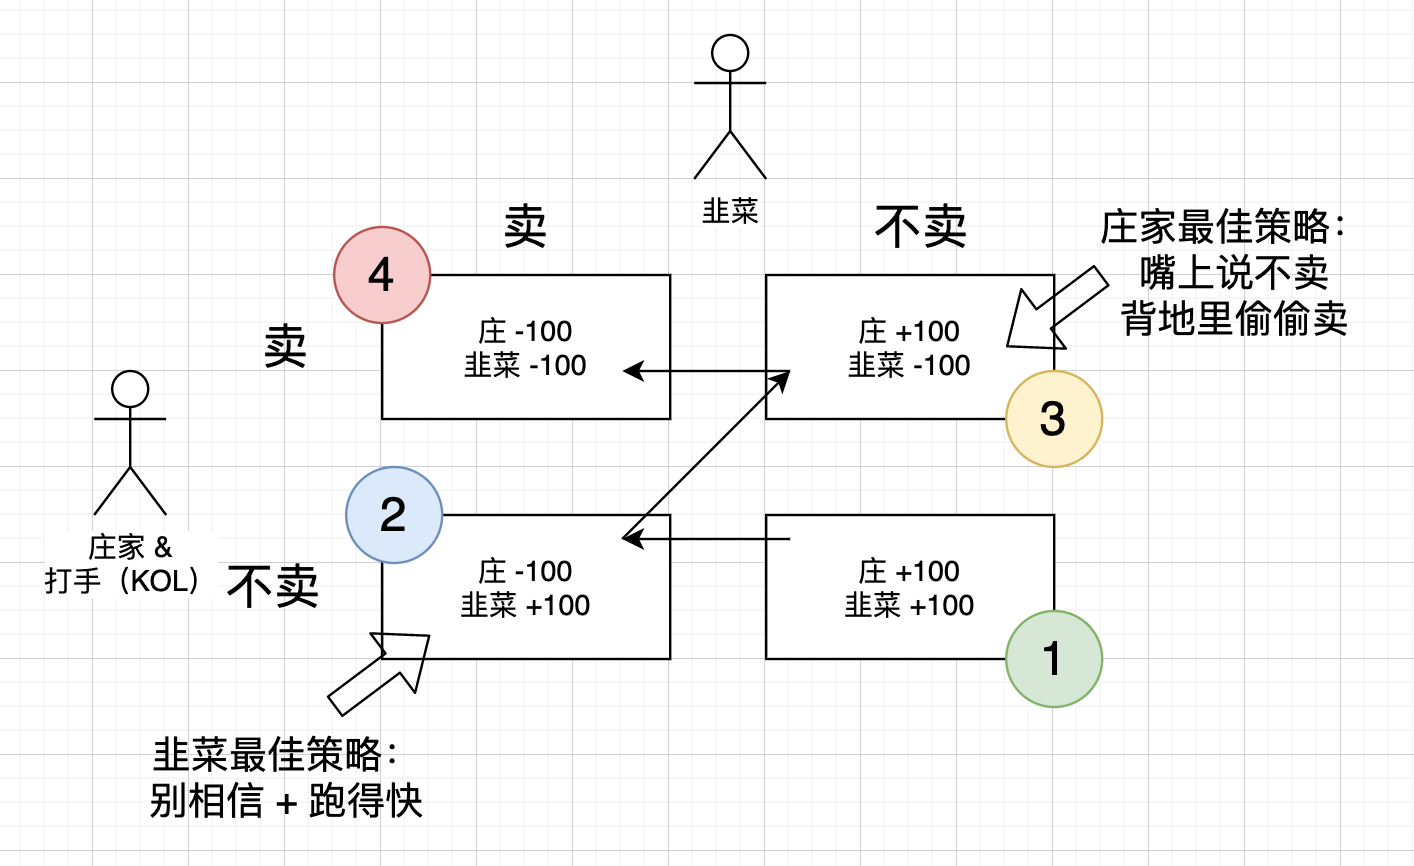 韭菜
卖
不卖
庄家最佳策略：
嘴上说不卖
背地里偷偷卖
4
卖
庄 -100
韭菜 -100
庄 +100
韭菜 -100
3
庄家 &
打手（KOL）
不卖
2
庄 -100
韭菜 +100
庄 +100
韭菜 +100
1
韭菜最佳策略：
别相信 + 跑得快